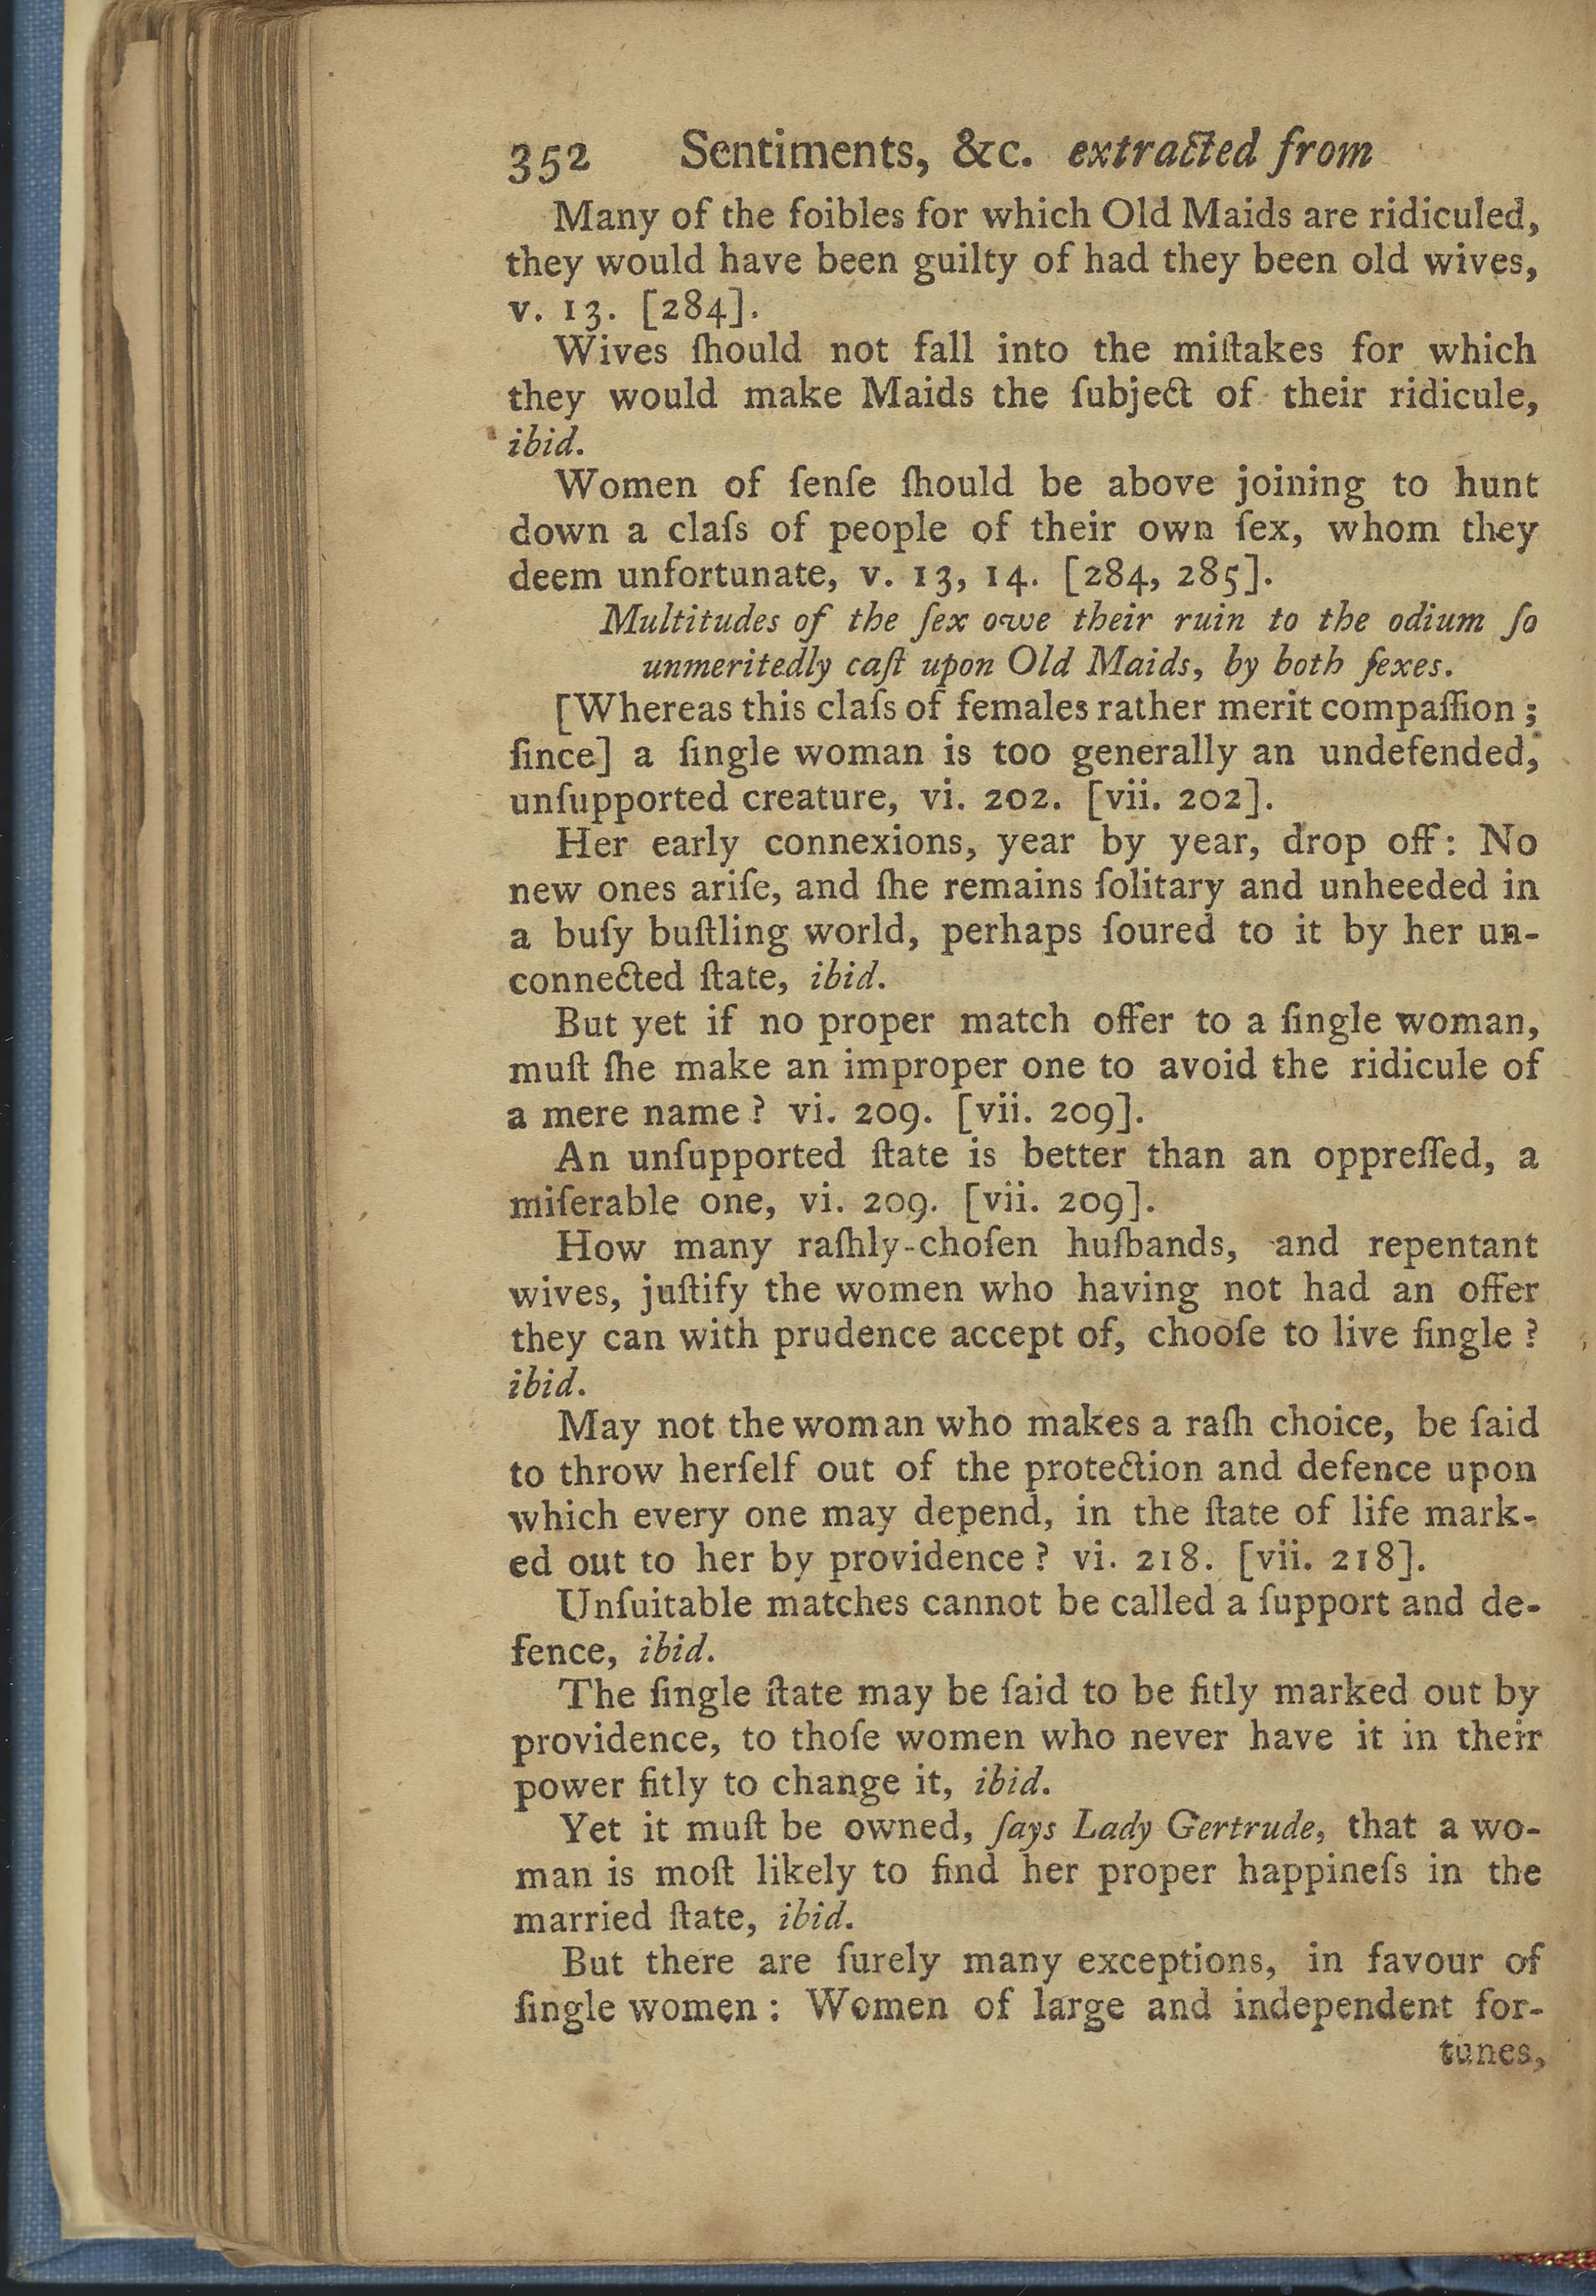 352 Sentiments, &c. extracted from
Many of the foibles for which Old Maids are ridiculed,
they would have been guilty of had they been old wives,
v. 13. [284].
Wives ſhould not fall into the miſtakes for which
they would make Maids the ſubject of their ridicule,
ibid.
Women of ſenſe ſhould be above joining to hunt
down a claſs of people of their own ſex, whom they
deem unfortunate, v. 13, 14. [284, 285].
Multitudes of the ſex owe their ruin to the odium ſo
unmeritedly caſt upon Old Maids, by both ſexes.
[Whereas this claſs of females rather merit compaſſion;
ſince] a ſingle woman is too generally an undefended,
unſupported creature, vi. 202. [vii. 202].
Her early connexions, year by year, drop off: No
new ones ariſe, and ſhe remains ſolitary and unheeded in
a buſy buſtling world, perhaps ſoured to it by her un-
connected ſtate, ibid.
But yet if no proper match offer to a ſingle woman,
muſt ſhe make an improper one to avoid the ridicule of
a mere name? vi. 209. [vii. 209].
An unſupported ſtate is better than an oppreſſed, a
miſerable one, vi. 209. [vii. 209].
How many raſhly-choſen huſbands, and repentant
wives, juſtify the women who having not had an offer
they can with prudence accept of, chooſe to live ſingle?
ibid.
May not the woman who makes a raſh choice, be ſaid
to throw herſelf out of the protection and defence upon
which every one may depend, in the ſtate of life mark-
ed out to her by providence? vi. 218. [vii. 218].
Unſuitable matches cannot be called a ſupport and de-
fence, ibid.
The ſingle ſtate may be ſaid to be fitly marked out by
providence, to thoſe women who never have it in their
power fitly to change it, ibid.
Yet it muſt be owned, ſays Lady Gertrude, that a wo-
man is moſt likely to find her proper happineſs in the
married ſtate, ibid.
But there are ſurely many exceptions, in favour of
ſingle women: Women of large and independent for-
tunes,